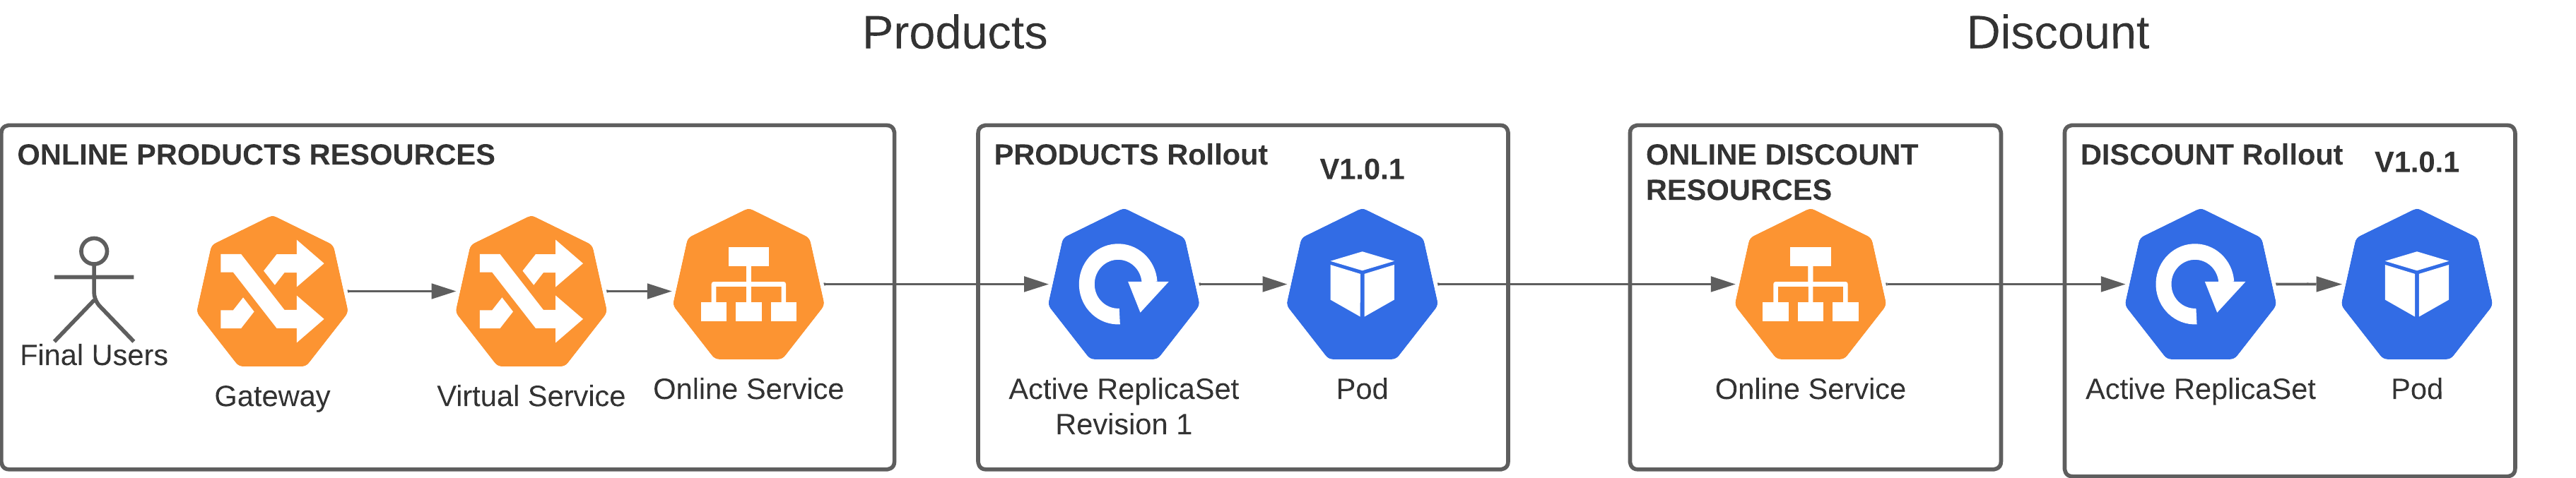 Products
Discount
ONLINE PRODUCTS RESOURCES
Final Users
Gateway
Virtual Service
Online Service
PRODUCTS Rollout
V1.0.1
Active ReplicaSet
Revision 1
Pod
ONLINE DISCOUNT
RESOURCES
Online Service
DISCOUNT Rollout
V1.0.1
Active ReplicaSet
Pod